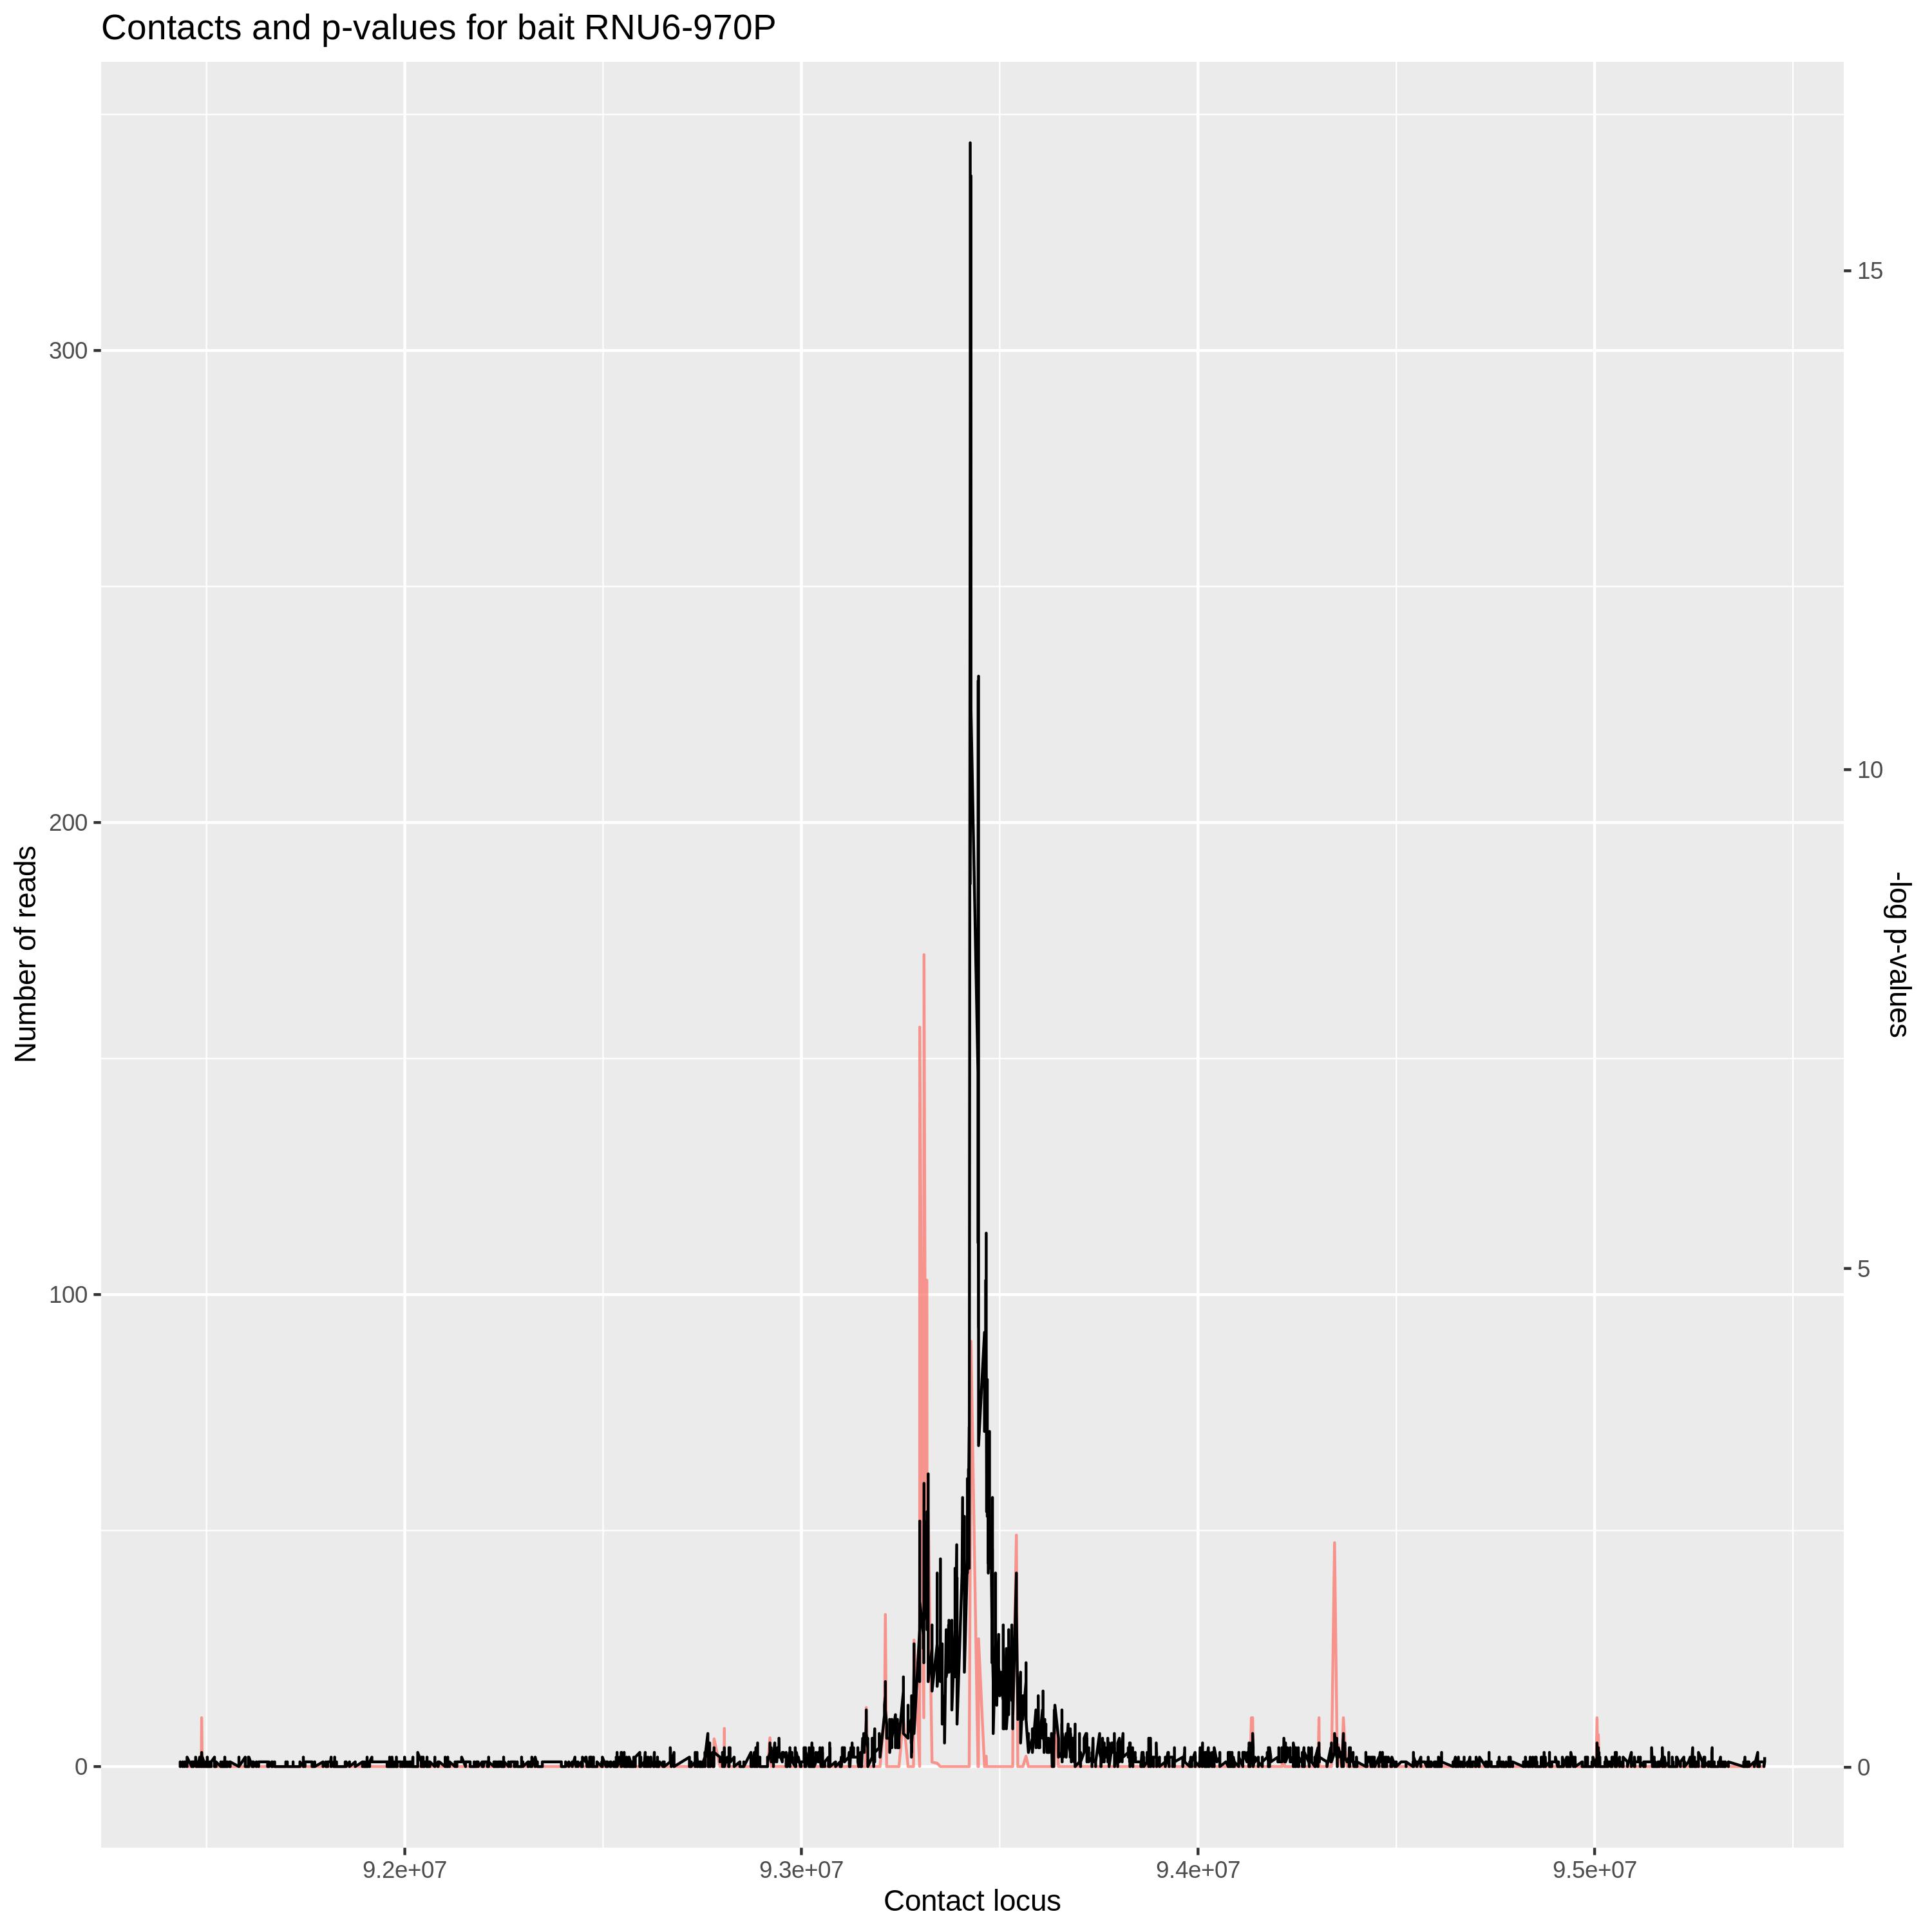 Contacts and p-values for bait RNU6-970P
300
200
100
0
Number of reads
15
10
5
0
-log p-values
9.2e+07 9.3e+07 9.4e+07 9.5e+07
Contact locus